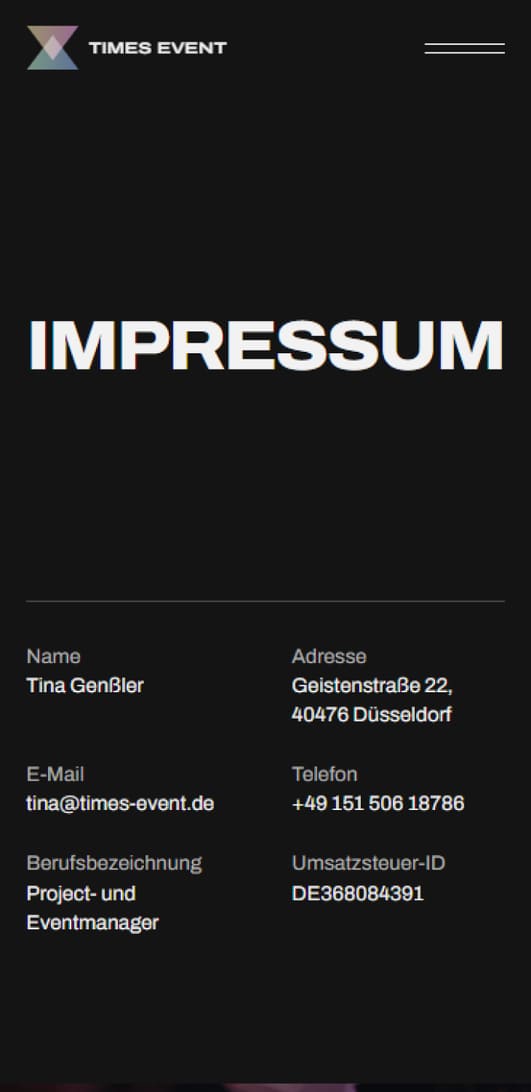 TIMES EVENT
IMPRESSUM
Name
Tina Genßler
Adresse
Geistenstraße 22,
40476 Düsseldorf
E-Mail
tina@times-event.de
Telefon
+49 151 506 18786
Berufsbezeichnung
Project- und
Eventmanager
Umsatzsteuer-ID
DE368084391